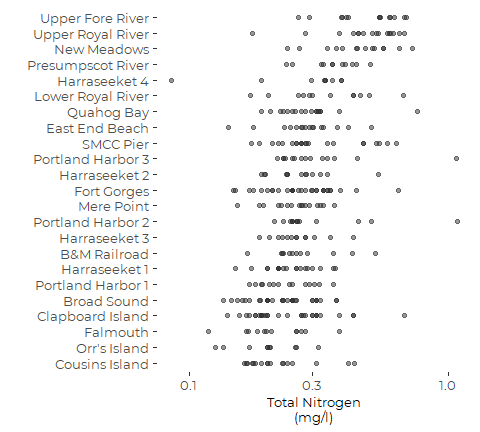 Upper Fore River
Upper Royal River
New Meadows
Presumpscot River
Harraseeket 4
Lower Royal River
Quahog Bay
East End Beach
SMCC Pier
Portland Harbor 3
Harraseeket 2
Fort Gorges
Mere Point
Portland Harbor 2
Harraseeket 3
B&M Railroad
Harraseeket 1
Portland Harbor 1
Broad Sound
Clapboard Island
Falmouth
Orr's Island
Cousins Island
0.1 0.3 1.0
Total Nitrogen
(mg/l)